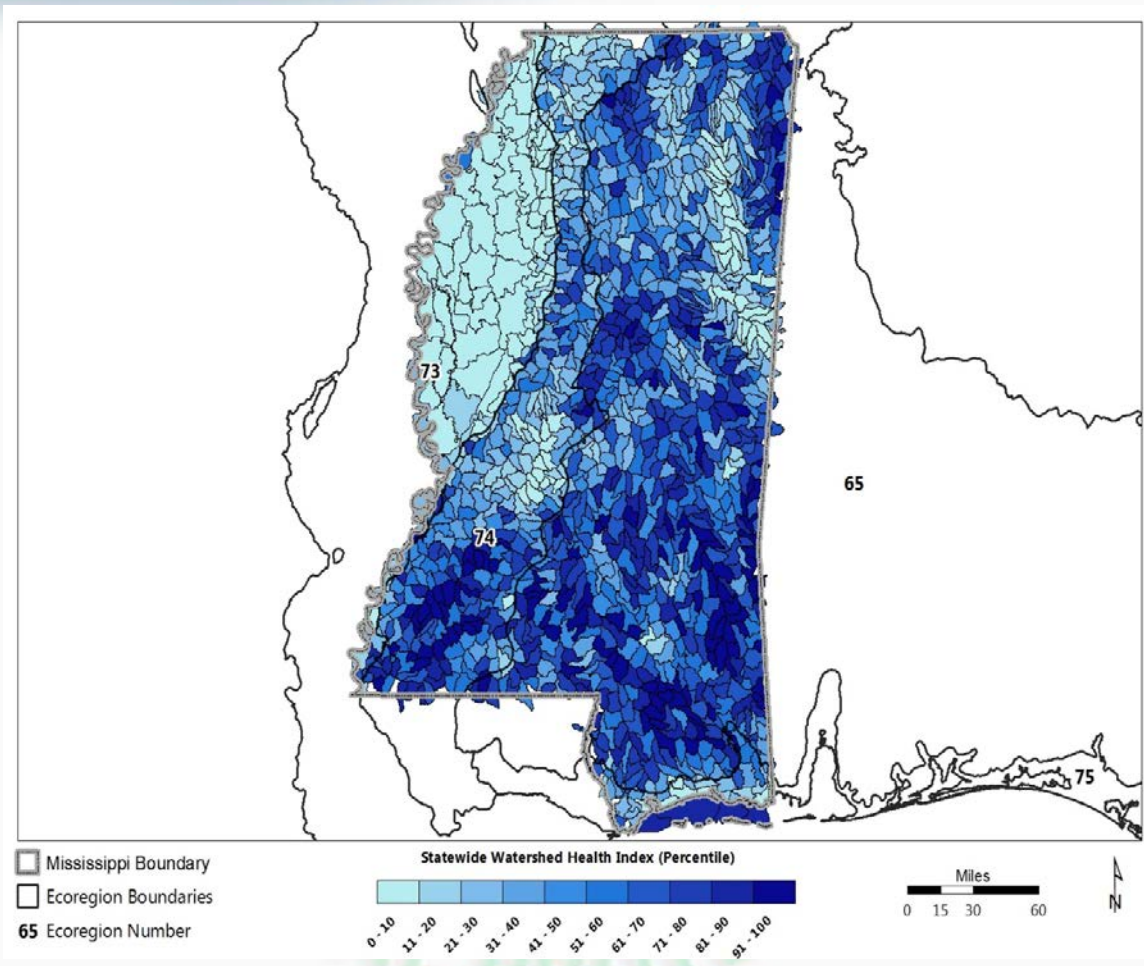 73
65
74
75
Mississippi Boundary
Ecoregion Boundaries
65 Ecoregion Number
Statewide Watershed Health Index (Percentile)
0 - 10
11 - 20
21 - 30
31 - 40
41 - 50
51 - 60
61 - 70
71 - 80
81 - 90
91 - 100
Miles
0 15 30 60
N